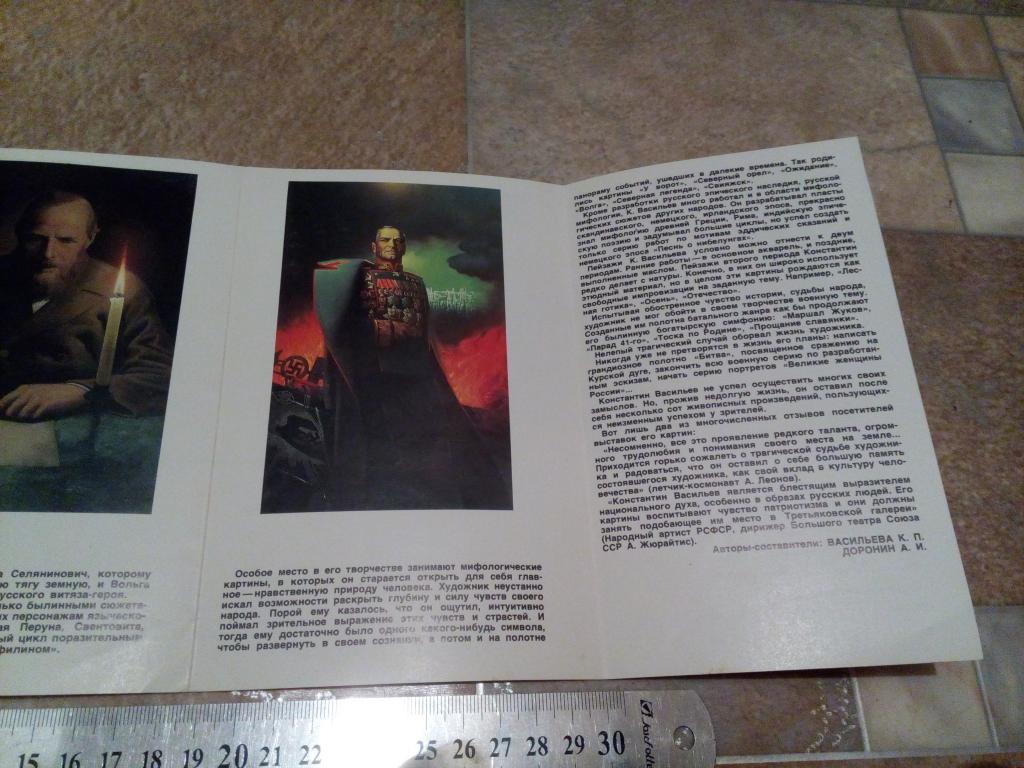 а Селянинович, которому
ю тягу земную, и Вольга
усского витязя-героя.
ько былинными сюжета-
х персонажам языческо-
ая Перуна, Свентовита,
ый цикл поразительным
филином».
Особое место в его творчестве занимают мифологические
картины, в которых он старается открыть для себя глав-
ное — нравственную природу человека. Художник неустанно
искал возможности раскрыть глубину и силу чувств своего
народа. Порой ему казалось, что он ощутил, интуитивно
поймал зрительное выражение этих чувств и страстей. И
тогда ему достаточно было одного какого-нибудь символа,
чтобы развернуть в своем сознании, а потом и на полотне
панораму событий, ушедших в далекие времена. Так роди-
лись картины «У ворот», «Северный орел», «Ожидание»,
«Волга», «Северная легенда», «Свияжск».
Кроме разработки русского эпического наследия, русской
мифологии, К. Васильев много работал и в области мифоло-
гических сюжетов других народов. Он разрабатывал пласты
скандинавского, немецкого, ирландского эпосов, прекрасно
знал мифологию древней Греции, Рима, индийскую эпиче-
скую поэзию и задумывал большие циклы, но успел создать
только серию работ по мотивам эддических сказаний и
немецкого эпоса «Песнь о нибелунгах».
Пейзажи К. Васильева условно можно отнести к двум
периодам. Ранние работы — в основном акварель, и поздние,
выполненные маслом. Пейзажи второго периода Константин
редко делает с натуры. Конечно, в них он широко использует
этюдный материал, но в целом эти картины рождаются как
свободные импровизации на заданную тему. Например, «Лес-
ная готика», «Осень», «Отечество».
Испытывая обостренное чувство истории, судьбы народа,
художник не мог обойти в своем творчестве военную тему.
Созданные им полотна батального жанра как бы продолжают
его былинную богатырскую симфонию: «Маршал Жуков»,
«Парад 41-го», «Тоска по Родине», «Прощание славянки».
Нелепый трагический случай оборвал жизнь художника.
Никогда уже не претворятся в жизнь его планы: написать
грандиозное полотно «Битва», посвященное сражению на
Курской дуге, закончить всю военную серию по разработан-
ным эскизам, начать серию портретов «Великие женщины
России»...
Константин Васильев не успел осуществить многих своих
замыслов. Но, прожив недолгую жизнь, он оставил после
себя несколько сот живописных произведений, пользующих-
ся неизменным успехом у зрителей.
Вот лишь два из многочисленных отзывов посетителей
выставок его картин:
«Несомненно, все это проявление редкого таланта, огром-
ного трудолюбия и понимания своего места на земле...
Приходится горько сожалеть о трагической судьбе художни-
ка и радоваться, что он оставил о себе большую память
состоявшегося художника, как свой вклад в культуру чело-
вечества» (летчик-космонавт А. Леонов).
«Константин Васильев является блестящим выразителем
национального духа, особенно в образах русских людей. Его
картины воспитывают чувство патриотизма и они должны
занять подобающее им место в Третьяковской галерее»
(Народный артист РСФСР, дирижер Большого театра Союза
ССР А. Жюрайтис).
Авторы-составители: ВАСИЛЬЕВА К. П.
ДОРОНИН А. И.
15 16 17 18 19 20 21 22 25 26 27 28 29 30